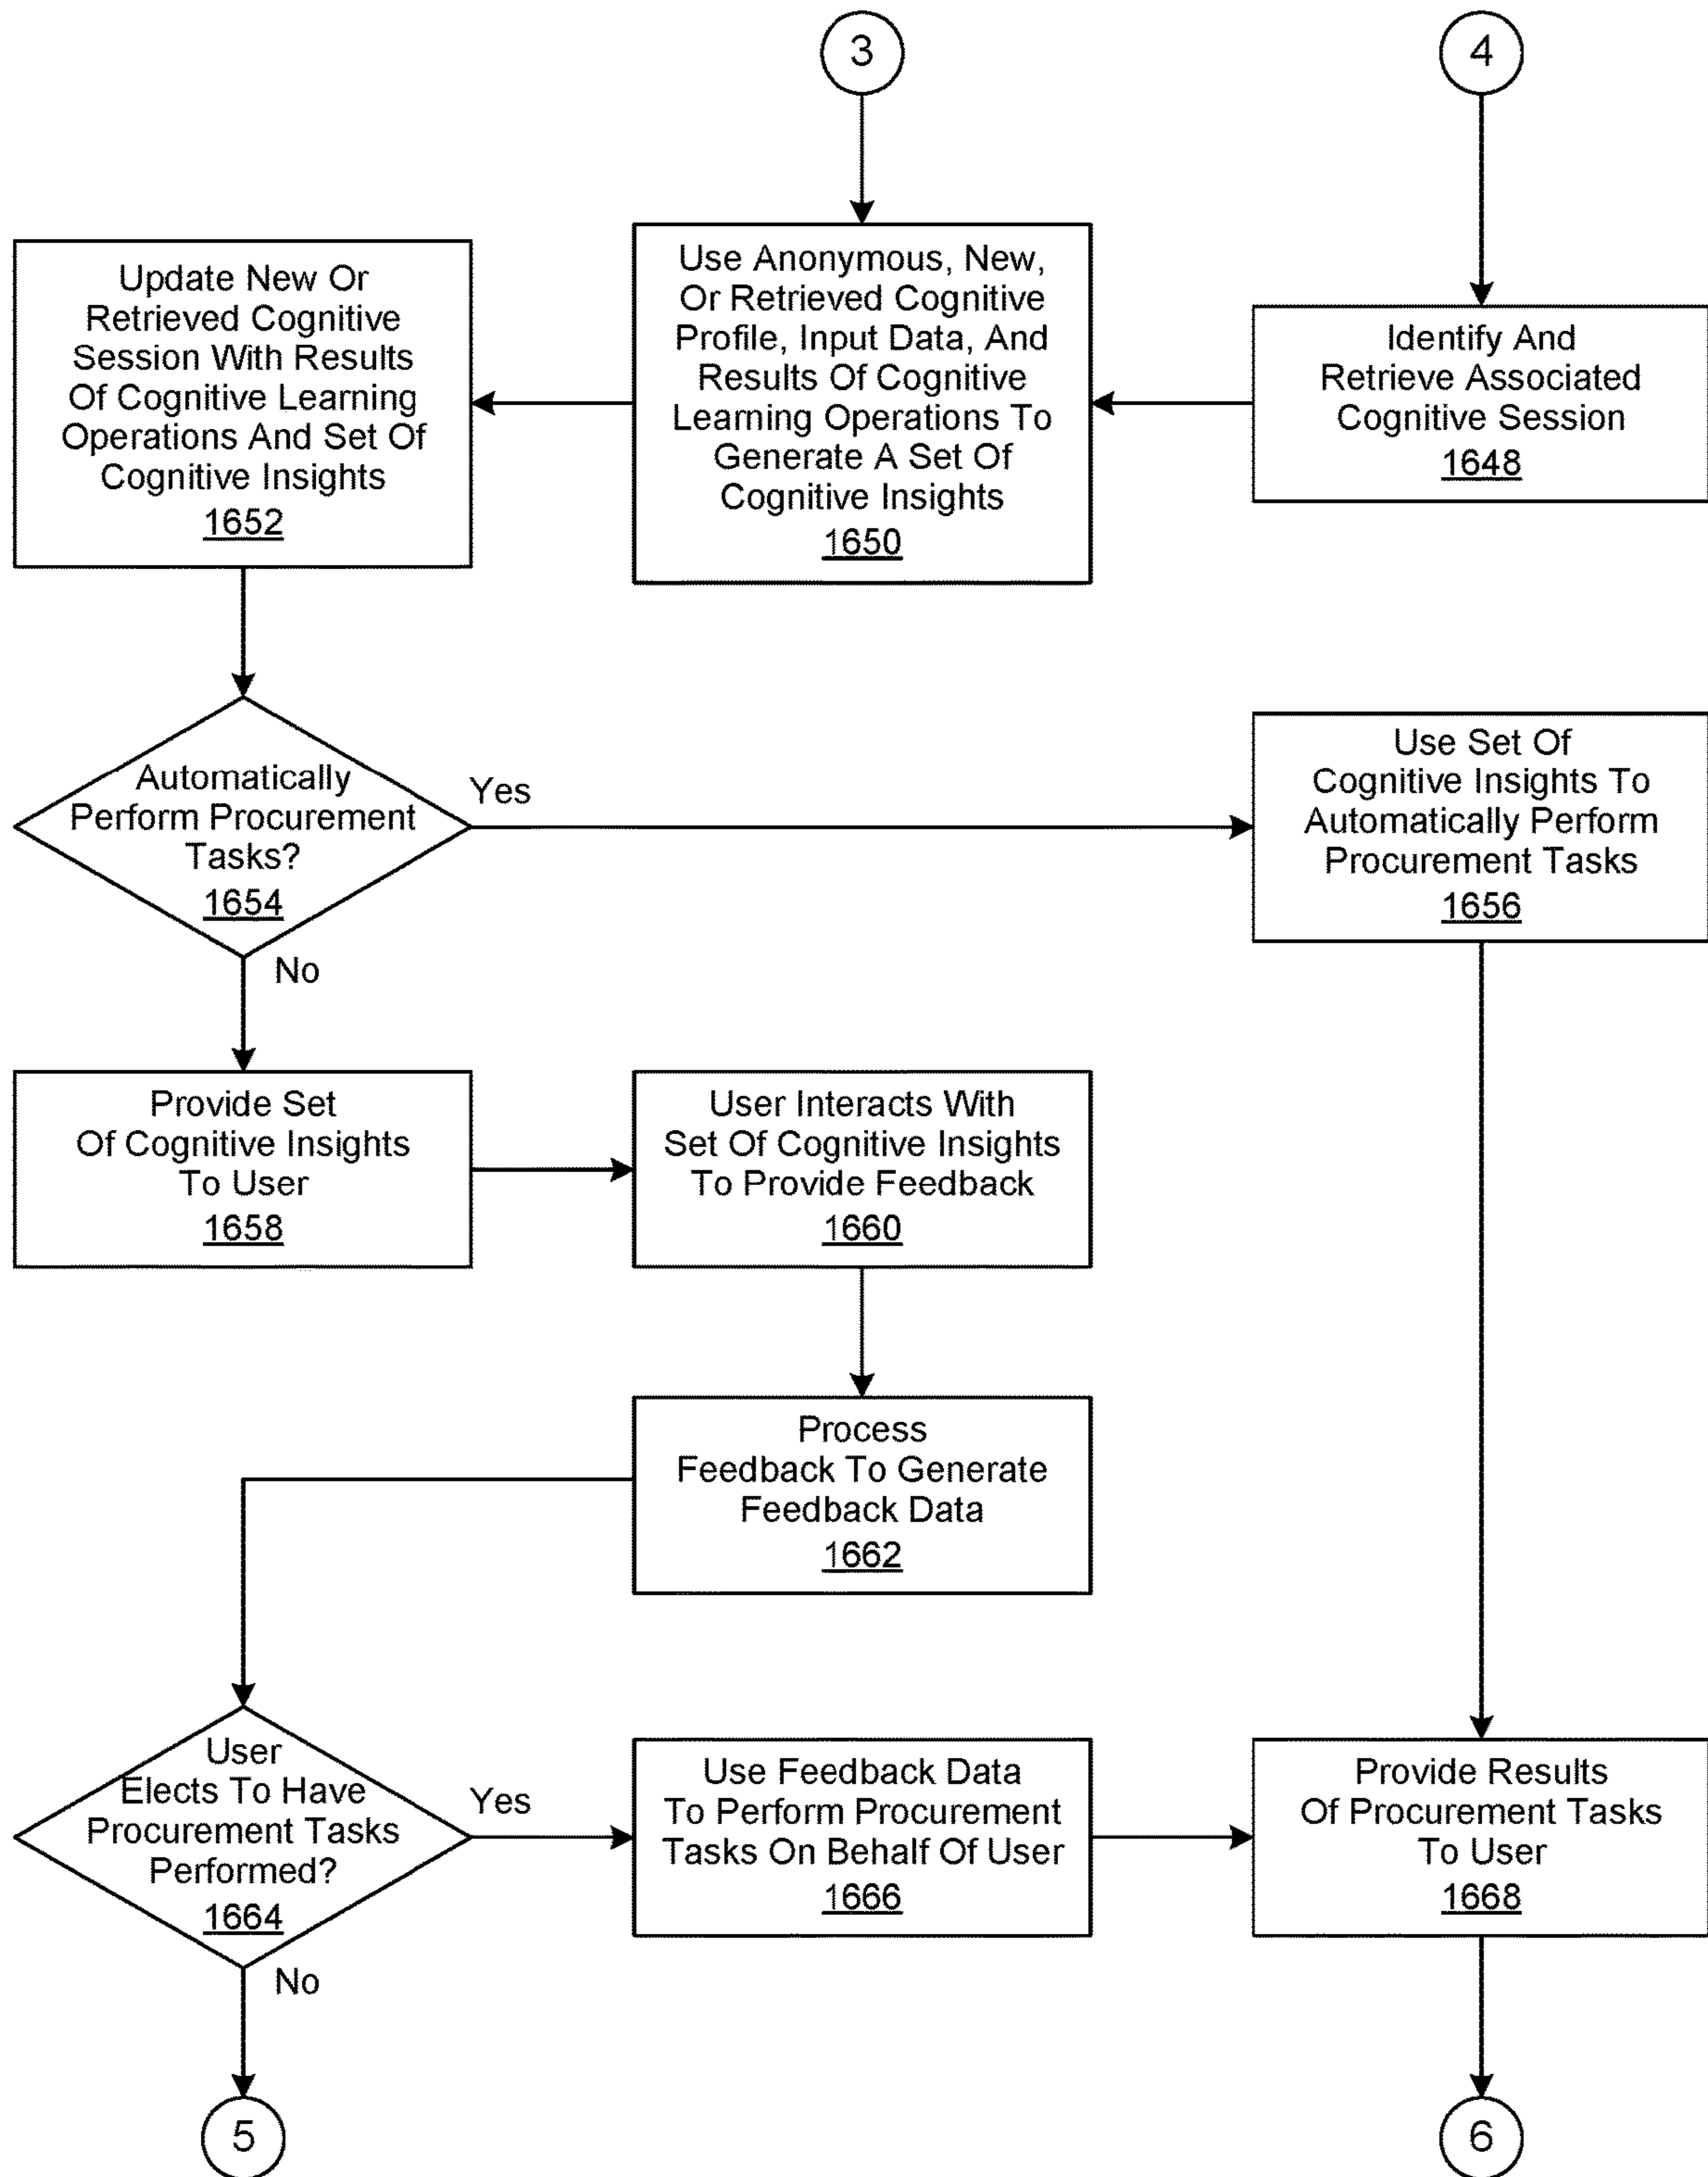 3
4
Update New Or
Retrieved Cognitive
Session With Results
Of Cognitive Learning
Operations And Set Of
Cognitive Insights
1652
Use Anonymous, New,
Or Retrieved Cognitive
Profile, Input Data, And
Results Of Cognitive
Learning Operations To
Generate A Set Of
Cognitive Insights
1650
Identify And
Retrieve Associated
Cognitive Session
1648
Automatically
Perform Procurement
Tasks?
1654
Yes
No
Use Set Of
Cognitive Insights To
Automatically Perform
Procurement Tasks
1656
Provide Set
Of Cognitive Insights
To User
1658
User Interacts With
Set Of Cognitive Insights
To Provide Feedback
1660
Process
Feedback To Generate
Feedback Data
1662
User
Elects To Have
Procurement Tasks
Performed?
1664
Yes
No
Use Feedback Data
To Perform Procurement
Tasks On Behalf Of User
1666
Provide Results
Of Procurement Tasks
To User
1668
5
6